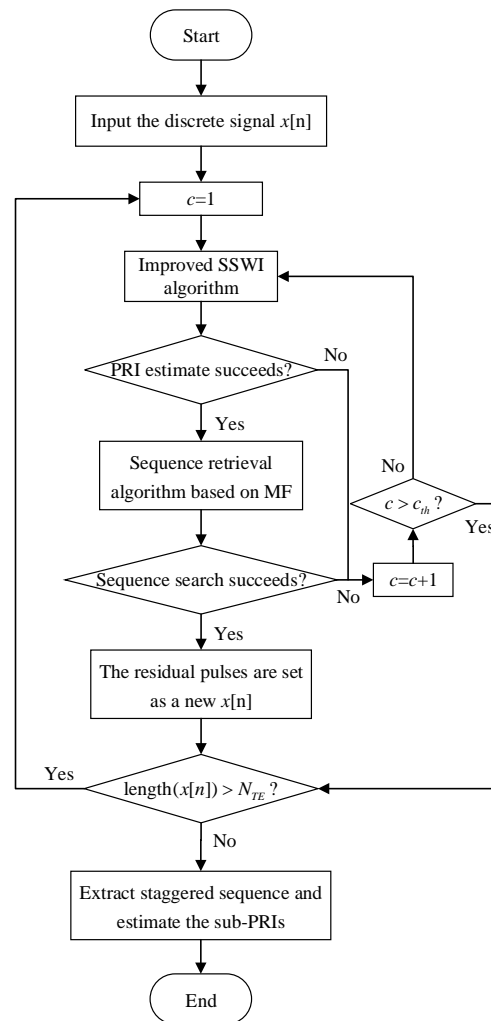 Start
Input the discrete signal x[n]
c=1
Improved SSWI
algorithm
PRI estimate succeeds?
No
Yes
Sequence retrieval
algorithm based on MF
No
c > c_th ?
Yes
Sequence search succeeds?
No
c=c+1
Yes
The residual pulses are set
as a new x[n]
Yes
length(x[n]) > N_TE ?
No
Extract staggered sequence and
estimate the sub-PRIs
End